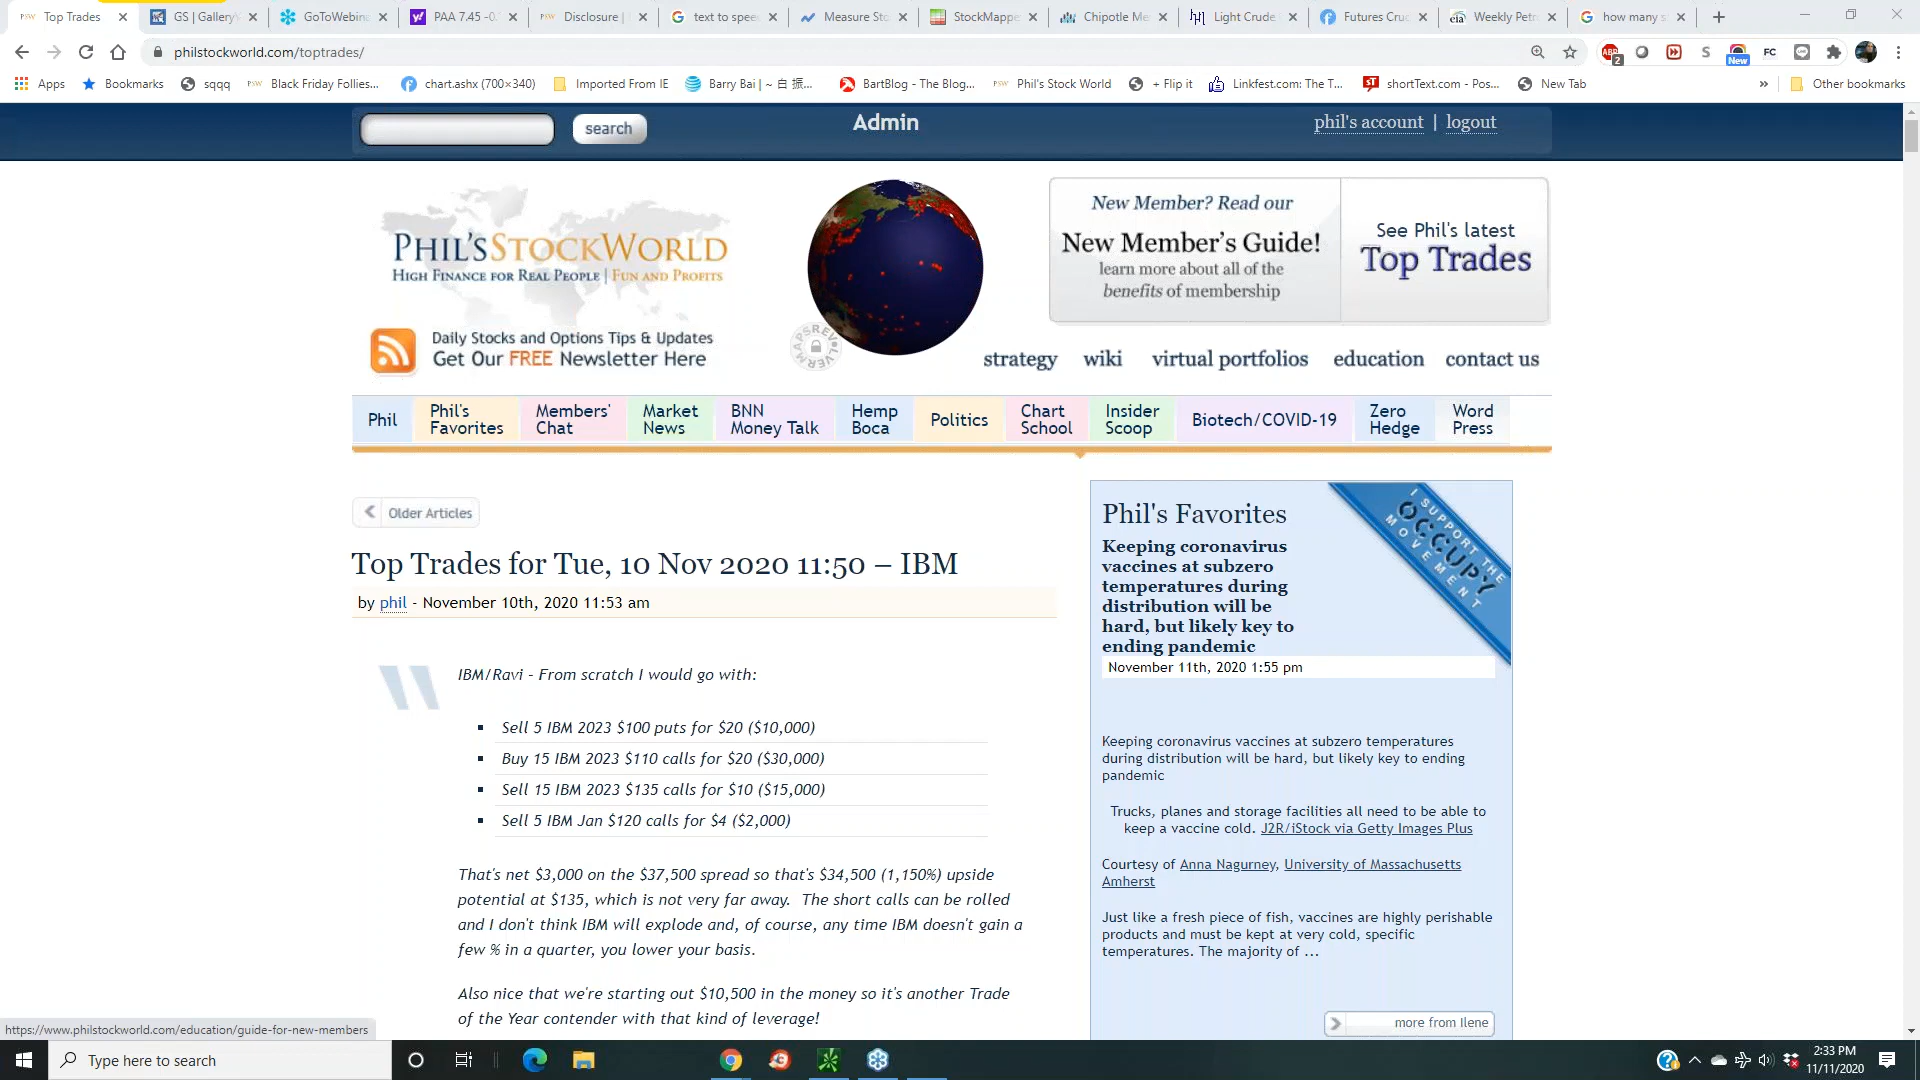 Top Trades
GS | Gallery
GoToWebina
PAA 7.45 -0.
Disclosure |
text to spee
Measure Sto
StockMappe
Chipotle Me
Light Crude
Futures Cruc
Weekly Petr
how many s
philstockworld.com/toptrades/
ABP
2
S
New
FC
Apps
Bookmarks
sqqq
PSW
Black Friday Follies...
chart.ashx (700×340)
Imported From IE
Barry Bai | ~ 白 振...
BartBlog - The Blog...
PSW
Phil's Stock World
+ Flip it
Linkfest.com: The T...
shortText.com - Pos...
New Tab
»
Other bookmarks
search
Admin
phil's account | logout
PHIL'SSTOCKWORLD
HIGH FINANCE FOR REAL PEOPLE | FUN AND PROFITS
Daily Stocks and Options Tips & Updates
Get Our FREE Newsletter Here
New Member? Read our
New Member's Guide!
learn more about all of the
benefits of membership
See Phil's latest
Top Trades
strategy
wiki
virtual portfolios
education
contact us
Phil
Phil's
Favorites
Members'
Chat
Market
News
BNN
Money Talk
Hemp
Boca
Politics
Chart
School
Insider
Scoop
Biotech/COVID-19
Zero
Hedge
Word
Press
Older Articles
Top Trades for Tue, 10 Nov 2020 11:50 – IBM
by phil - November 10th, 2020 11:53 am
IBM/Ravi - From scratch I would go with:
Sell 5 IBM 2023 $100 puts for $20 ($10,000)
Buy 15 IBM 2023 $110 calls for $20 ($30,000)
Sell 15 IBM 2023 $135 calls for $10 ($15,000)
Sell 5 IBM Jan $120 calls for $4 ($2,000)
That's net $3,000 on the $37,500 spread so that's $34,500 (1,150%) upside
potential at $135, which is not very far away. The short calls can be rolled
and I don't think IBM will explode and, of course, any time IBM doesn't gain a
few % in a quarter, you lower your basis.
Also nice that we're starting out $10,500 in the money so it's another Trade
of the Year contender with that kind of leverage!
Phil's Favorites
I SUPPORT THE
OCCUPY
MOVEMENT
Keeping coronavirus
vaccines at subzero
temperatures during
distribution will be
hard, but likely key to
ending pandemic
November 11th, 2020 1:55 pm
Keeping coronavirus vaccines at subzero temperatures
during distribution will be hard, but likely key to ending
pandemic
Trucks, planes and storage facilities all need to be able to
keep a vaccine cold. J2R/iStock via Getty Images Plus
Courtesy of Anna Nagurney, University of Massachusetts
Amherst
Just like a fresh piece of fish, vaccines are highly perishable
products and must be kept at very cold, specific
temperatures. The majority of ...
more from Ilene
https://www.philstockworld.com/education/guide-for-new-members
Type here to search
2:33 PM
11/11/2020